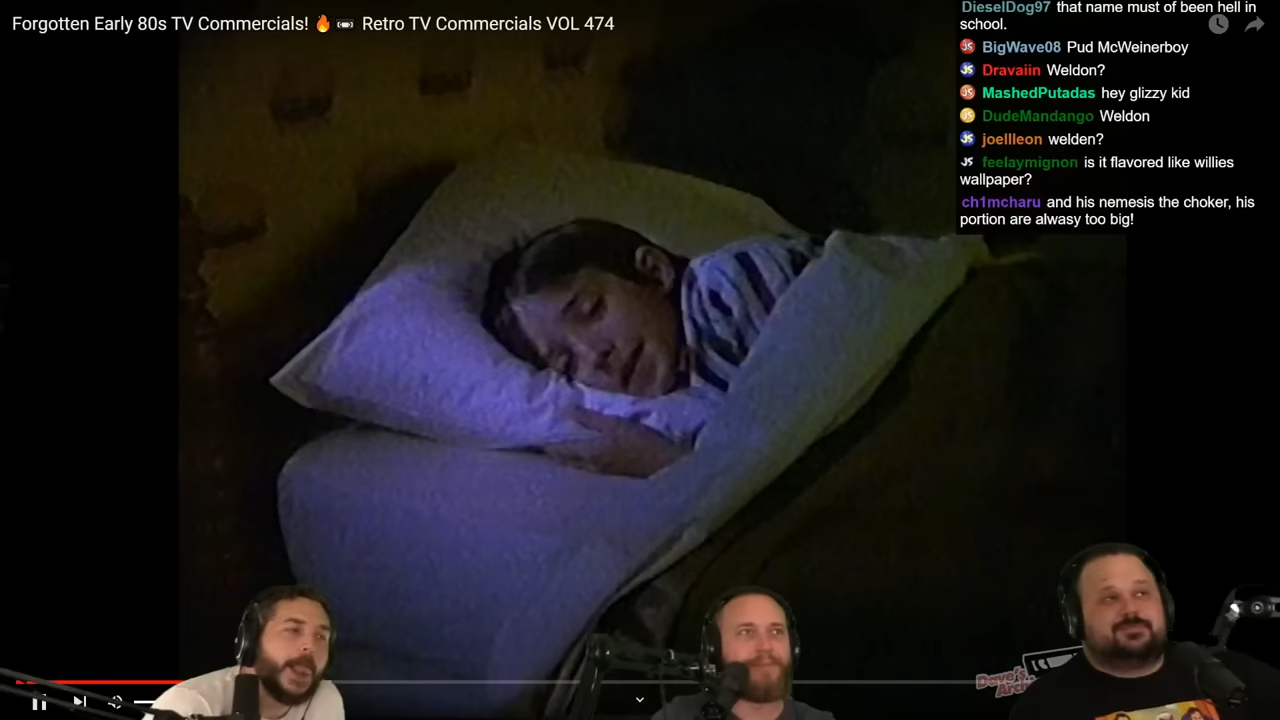 Forgotten Early 80s TV Commercials! 🔥📼 Retro TV Commercials VOL 474
DieselDog97 that name must of been hell in
school.
BigWave08 Pud McWeinerboy
Dravaiin Weldon?
MashedPutadas hey glizzy kid
DudeMandango Weldon
joellleon welden?
feelaymignon is it flavored like willies
wallpaper?
ch1mcharu and his nemesis the choker, his
portion are alwasy too big!
Dave's